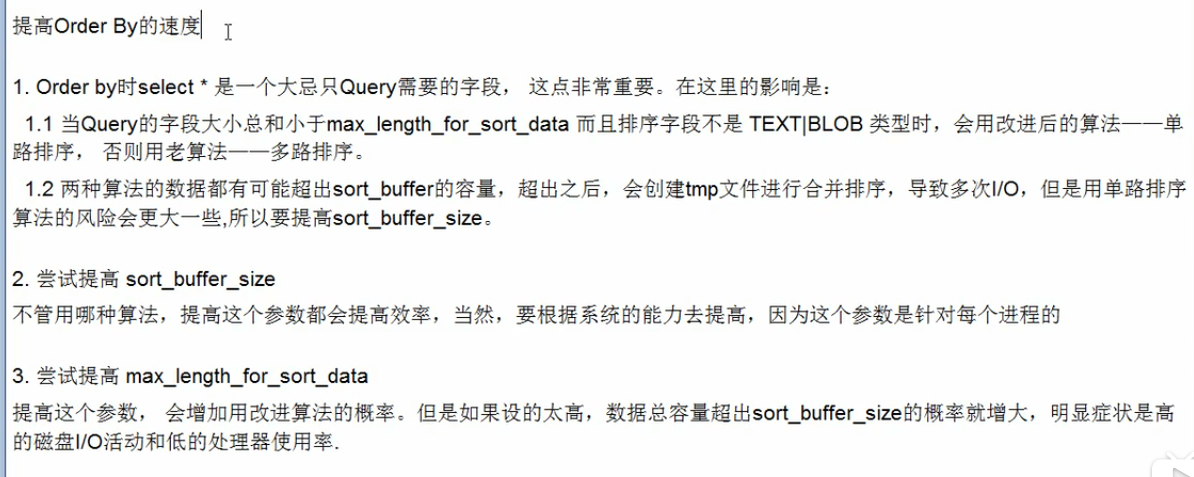 提高Order By的速度
1. Order by时select * 是一个大忌只Query需要的字段， 这点非常重要。在这里的影响是：
1.1 当Query的字段大小总和小于max_length_for_sort_data 而且排序字段不是 TEXT|BLOB 类型时，会用改进后的算法——单
路排序， 否则用老算法——多路排序。
1.2 两种算法的数据都有可能超出sort_buffer的容量，超出之后，会创建tmp文件进行合并排序，导致多次I/O，但是用单路排序
算法的风险会更大一些,所以要提高sort_buffer_size。
2. 尝试提高 sort_buffer_size
不管用哪种算法，提高这个参数都会提高效率，当然，要根据系统的能力去提高，因为这个参数是针对每个进程的
3. 尝试提高 max_length_for_sort_data
提高这个参数， 会增加用改进算法的概率。但是如果设的太高，数据总容量超出sort_buffer_size的概率就增大，明显症状是高
的磁盘I/O活动和低的处理器使用率.